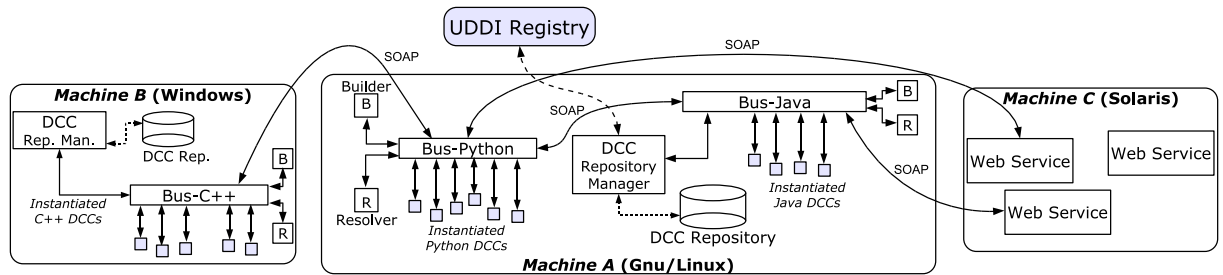 UDDI Registry
SOAP
SOAP
Machine B (Windows)
DCC
Rep. Man.
DCC Rep.
B
Bus-C++
Instantiated
C++ DCCs
R
Builder
B
Bus-Python
R
Resolver
Instantiated
Python DCCs
SOAP
DCC
Repository
Manager
DCC Repository
Bus-Java
B
R
Instantiated
Java DCCs
Machine A (Gnu/Linux)
SOAP
Machine C (Solaris)
Web Service
Web Service
Web Service